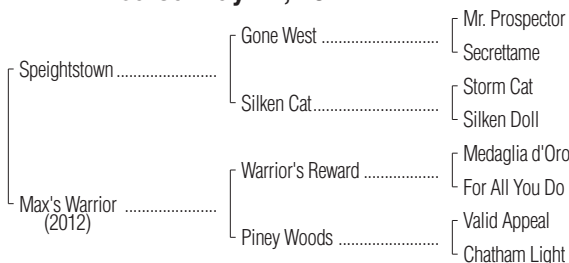 Mr. Prospector
Gone West ..........................
Secrettame
Speightstown ......................
Storm Cat
Silken Cat............................
Silken Doll
Medaglia d'Oro
Warrior's Reward ................
For All You Do
Max's Warrior ....................
(2012)
Valid Appeal
Piney Woods ......................
Chatham Light